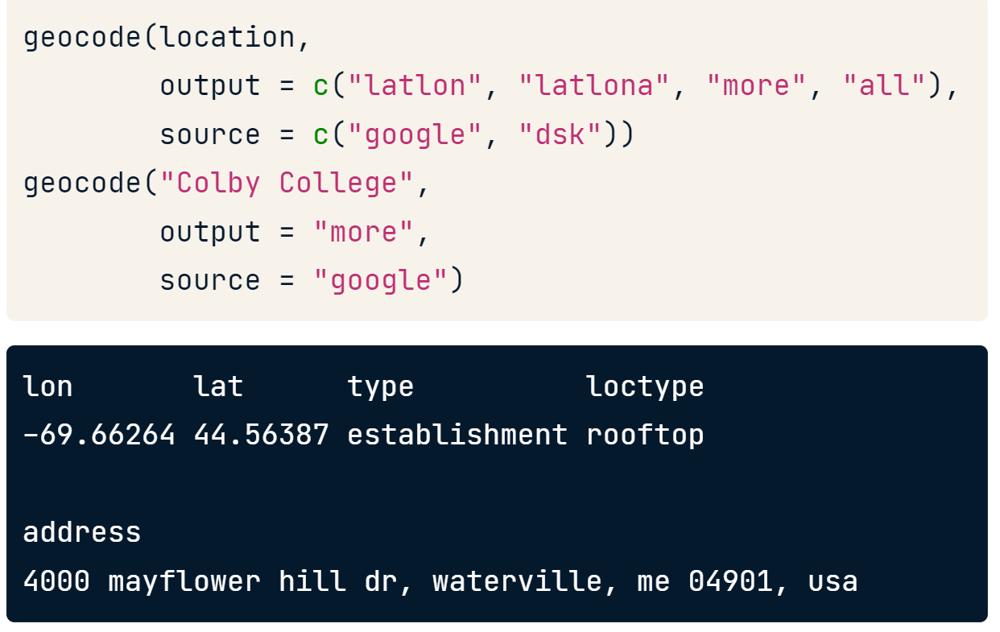 geocode(location,
        output = c("latlon", "latlona", "more", "all"),
        source = c("google", "dsk"))
geocode("Colby College",
        output = "more",
        source = "google")
lon       lat      type          loctype
-69.66264 44.56387 establishment rooftop
address
4000 mayflower hill dr, waterville, me 04901, usa